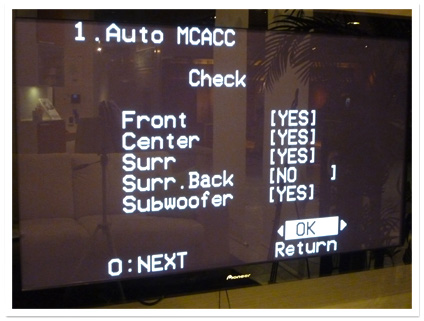 1.Auto MCACC
Check
Front [YES]
Center [YES]
Surr [YES]
Surr.Back [NO ]
Subwoofer [YES]
OK
Return
O:NEXT
Pioneer